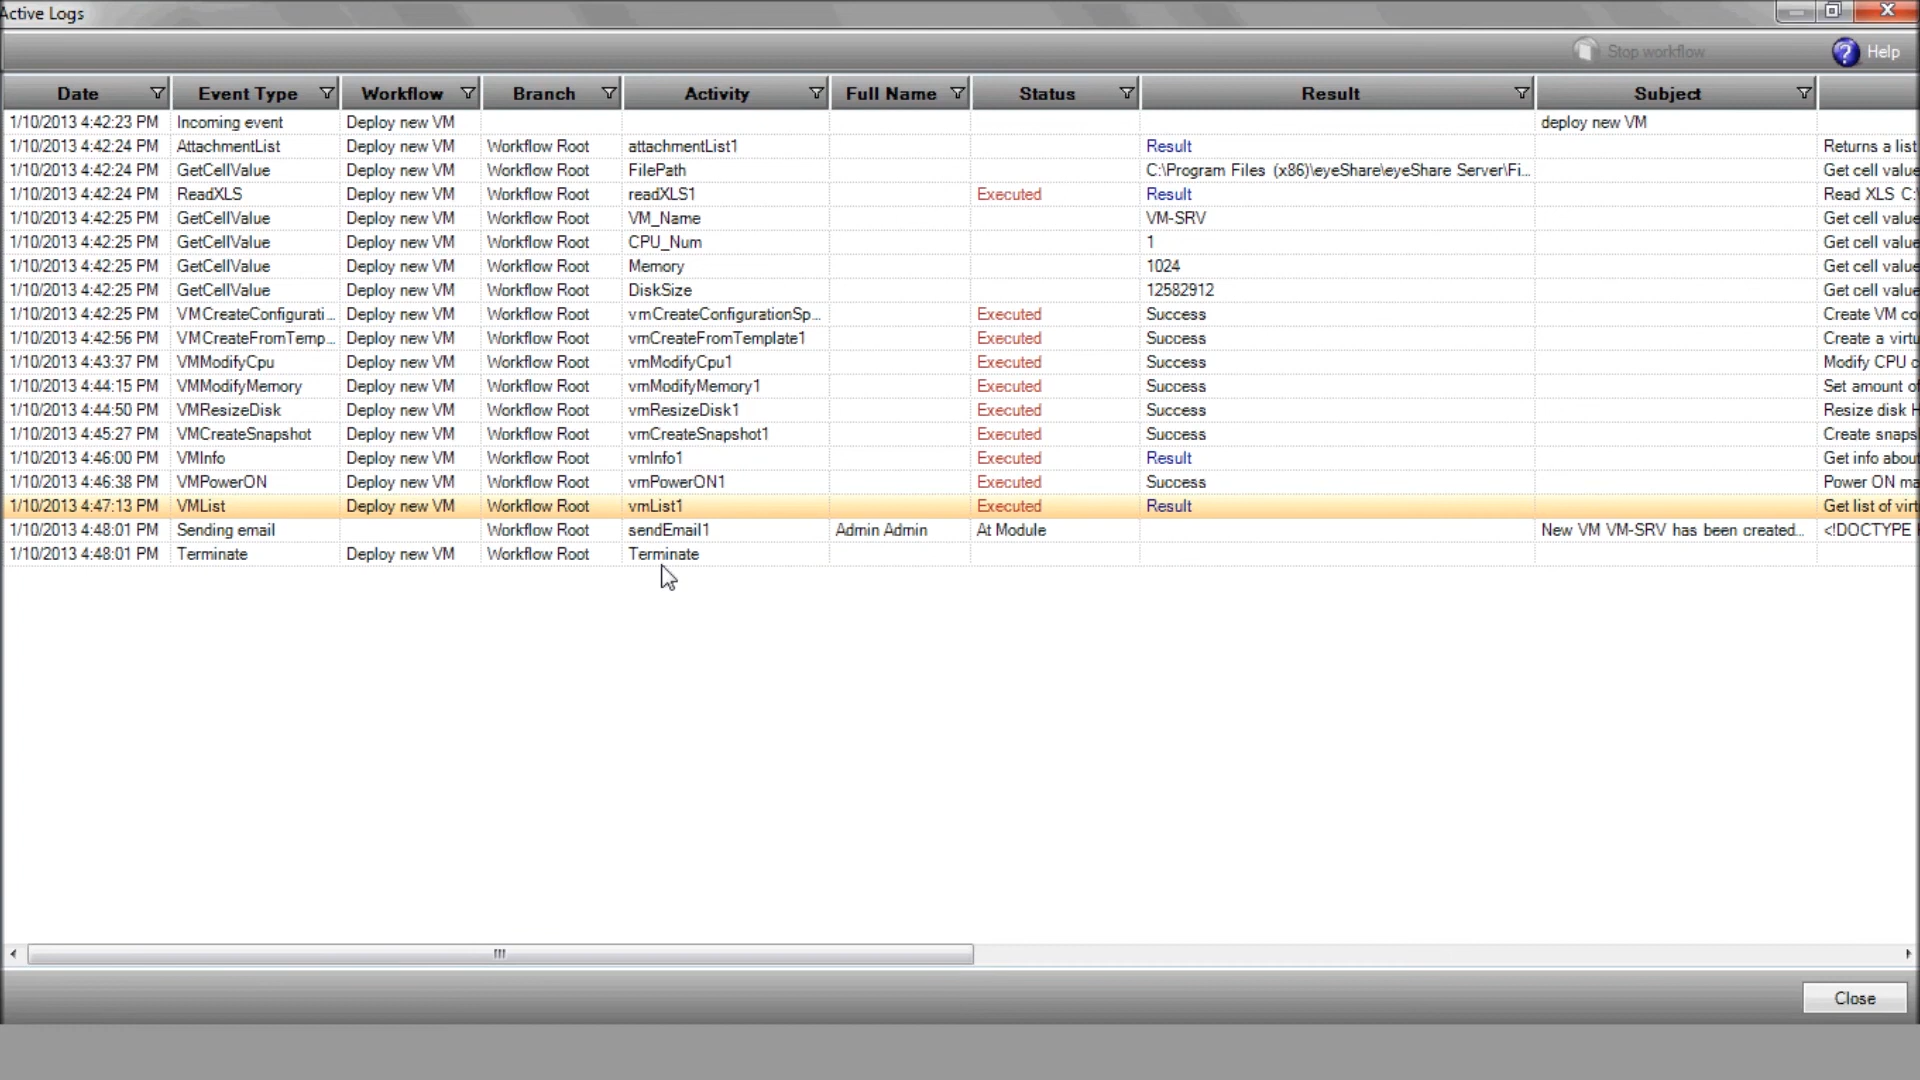 Active Logs
Stop workflow Help
Date Event Type Workflow Branch Activity Full Name Status Result Subject
1/10/2013 4:42:23 PM Incoming event Deploy new VM deploy new VM
1/10/2013 4:42:24 PM AttachmentList Deploy new VM Workflow Root attachmentList1 Result Returns a list
1/10/2013 4:42:24 PM GetCellValue Deploy new VM Workflow Root FilePath C:\Program Files (x86)\eyeShare\eyeShare Server\Fi... Get cell value
1/10/2013 4:42:24 PM ReadXLS Deploy new VM Workflow Root readXLS1 Executed Result Read XLS C:
1/10/2013 4:42:25 PM GetCellValue Deploy new VM Workflow Root VM_Name VM-SRV Get cell value
1/10/2013 4:42:25 PM GetCellValue Deploy new VM Workflow Root CPU_Num 1 Get cell value
1/10/2013 4:42:25 PM GetCellValue Deploy new VM Workflow Root Memory 1024 Get cell value
1/10/2013 4:42:25 PM GetCellValue Deploy new VM Workflow Root DiskSize 12582912 Get cell value
1/10/2013 4:42:25 PM VMCreateConfigurati... Deploy new VM Workflow Root vmCreateConfigurationSp... Executed Success Create VM co
1/10/2013 4:42:56 PM VMCreateFromTemp... Deploy new VM Workflow Root vmCreateFromTemplate1 Executed Success Create a virtu
1/10/2013 4:43:37 PM VMModifyCpu Deploy new VM Workflow Root vmModifyCpu1 Executed Success Modify CPU c
1/10/2013 4:44:15 PM VMModifyMemory Deploy new VM Workflow Root vmModifyMemory1 Executed Success Set amount of
1/10/2013 4:44:50 PM VMResizeDisk Deploy new VM Workflow Root vmResizeDisk1 Executed Success Resize disk H
1/10/2013 4:45:27 PM VMCreateSnapshot Deploy new VM Workflow Root vmCreateSnapshot1 Executed Success Create snaps
1/10/2013 4:46:00 PM VMInfo Deploy new VM Workflow Root vmInfo1 Executed Result Get info about
1/10/2013 4:46:38 PM VMPowerON Deploy new VM Workflow Root vmPowerON1 Executed Success Power ON ma
1/10/2013 4:47:13 PM VMList Deploy new VM Workflow Root vmList1 Executed Result Get list of virt
1/10/2013 4:48:01 PM Sending email Workflow Root sendEmail1 Admin Admin At Module New VM VM-SRV has been created... <!DOCTYPE
1/10/2013 4:48:01 PM Terminate Deploy new VM Workflow Root Terminate
Close